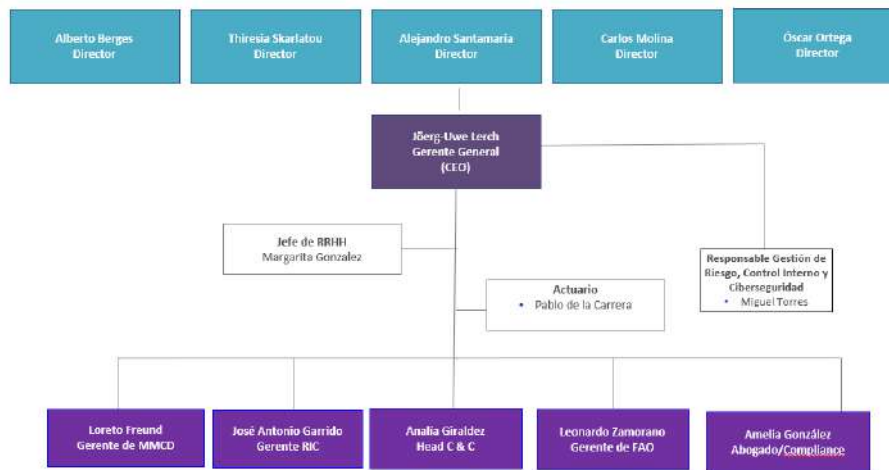 Alberto Berges
Director
Thiresia Skarlatou
Director
Alejandro Santamaria
Director
Carlos Molina
Director
Óscar Ortega
Director
Jöerg-Uwe Lerch
Gerente General
(CEO)
Jefe de RRHH
Margarita Gonzalez
Responsable Gestión de
Riesgo, Control Interno y
Ciberseguridad
• Miguel Torres
Actuario
• Pablo de la Carrera
Loreto Freund
Gerente de MMCD
José Antonio Garrido
Gerente RIC
Analía Giraldez
Head C & C
Leonardo Zamorano
Gerente de FAO
Amelia González
Abogado/Compliance